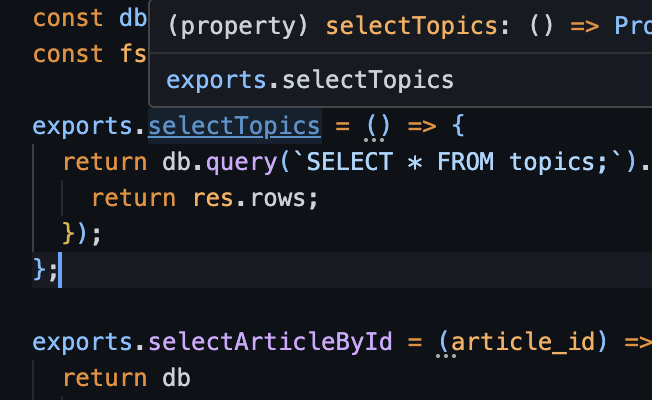 const db
const fs
(property) selectTopics: () => Pro
exports.selectTopics
exports.selectTopics = () => {
return db.query(`SELECT * FROM topics;`).
return res.rows;
});
};
exports.selectArticleById = (article_id) =>
return db